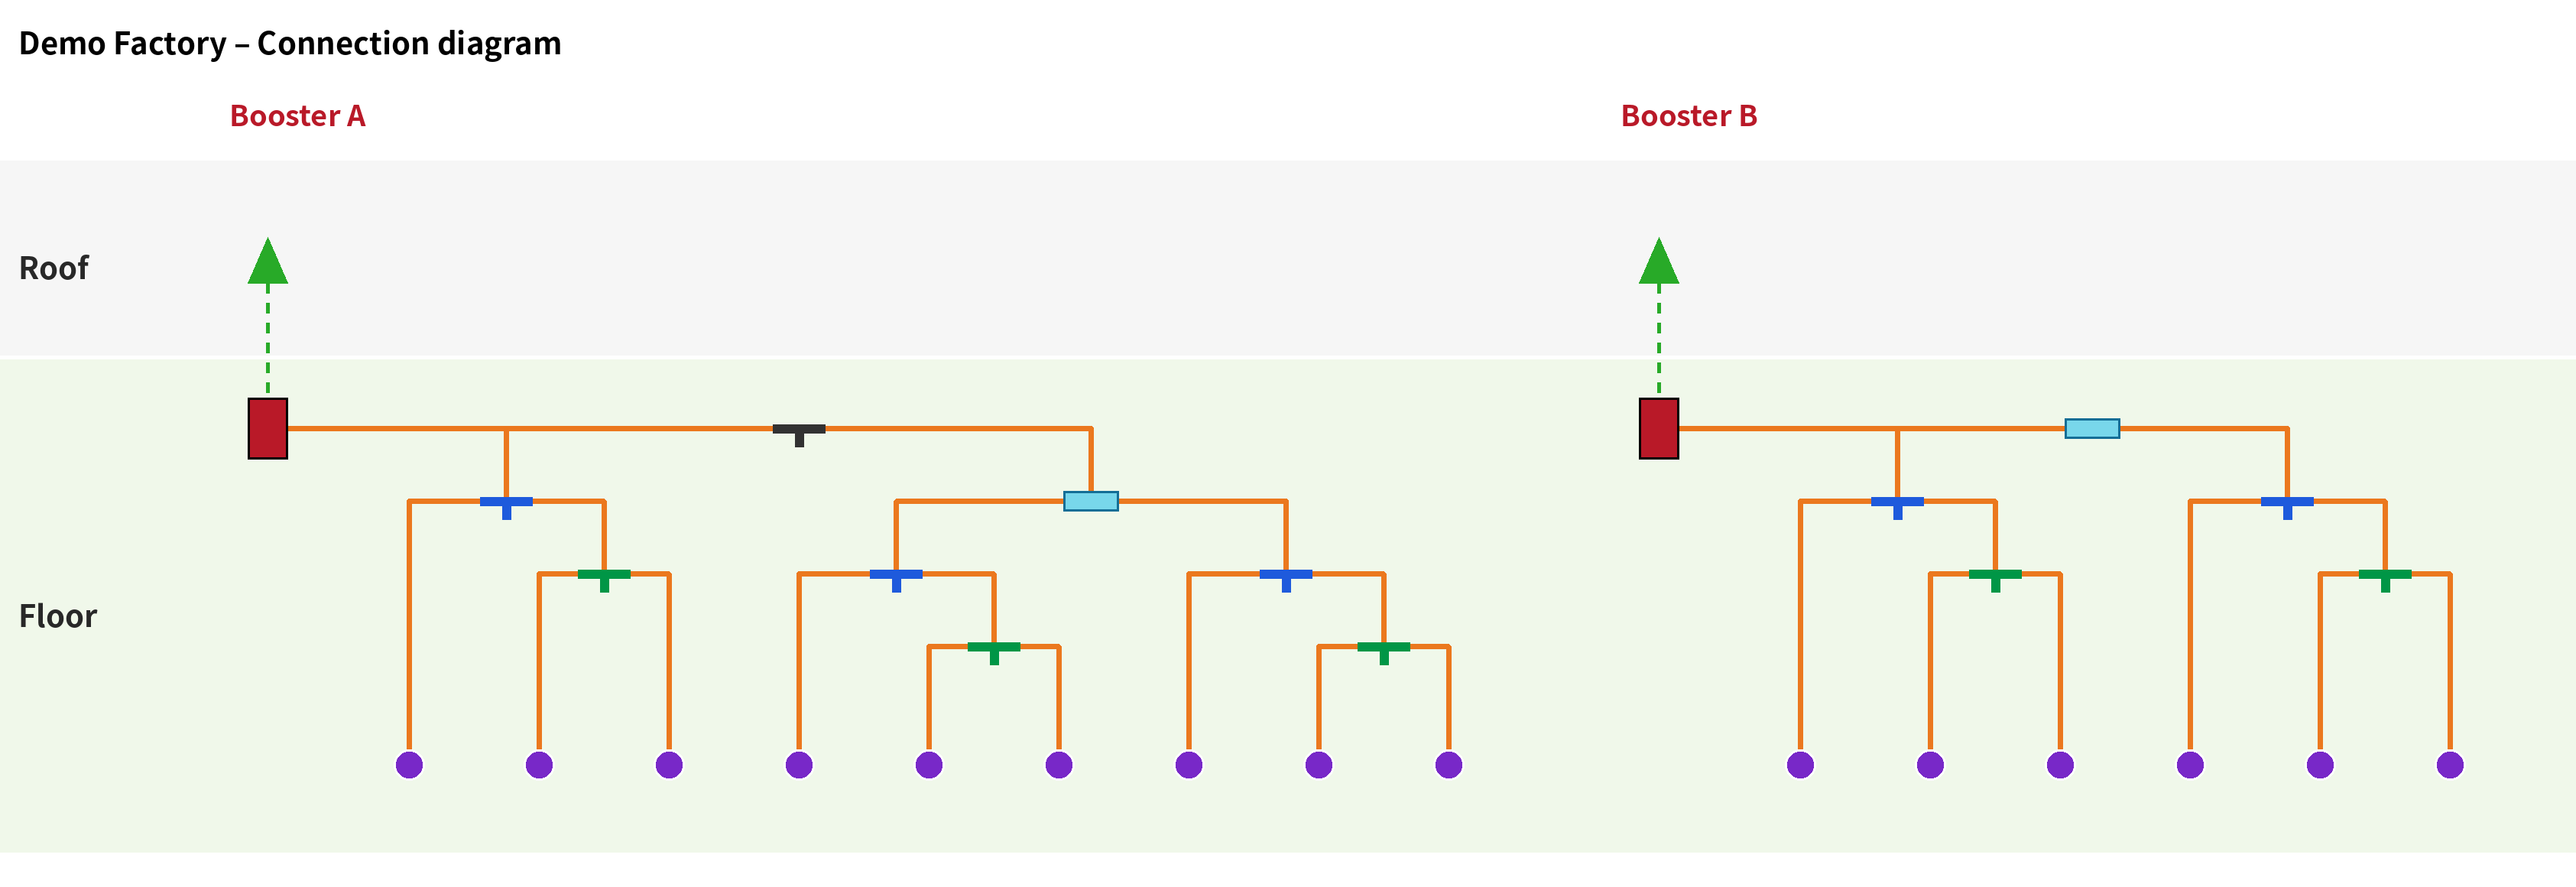 Demo Factory – Connection diagram
Booster A
Booster B
Roof
Floor